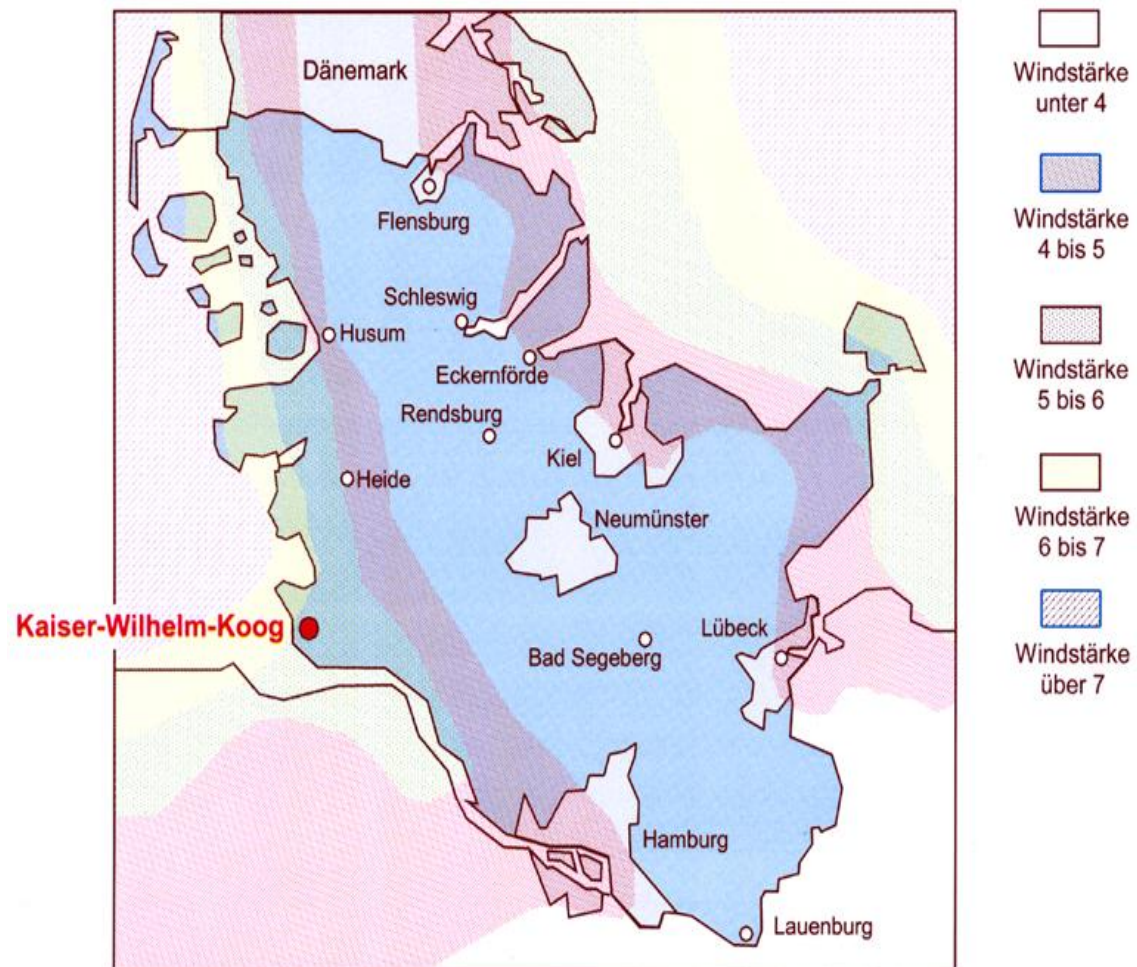 Dänemark
Flensburg
Schleswig
Husum
Eckernförde
Rendsburg
Kiel
Heide
Neumünster
Kaiser-Wilhelm-Koog
Lübeck
Bad Segeberg
Hamburg
Lauenburg
Windstärke
unter 4
Windstärke
4 bis 5
Windstärke
5 bis 6
Windstärke
6 bis 7
Windstärke
über 7